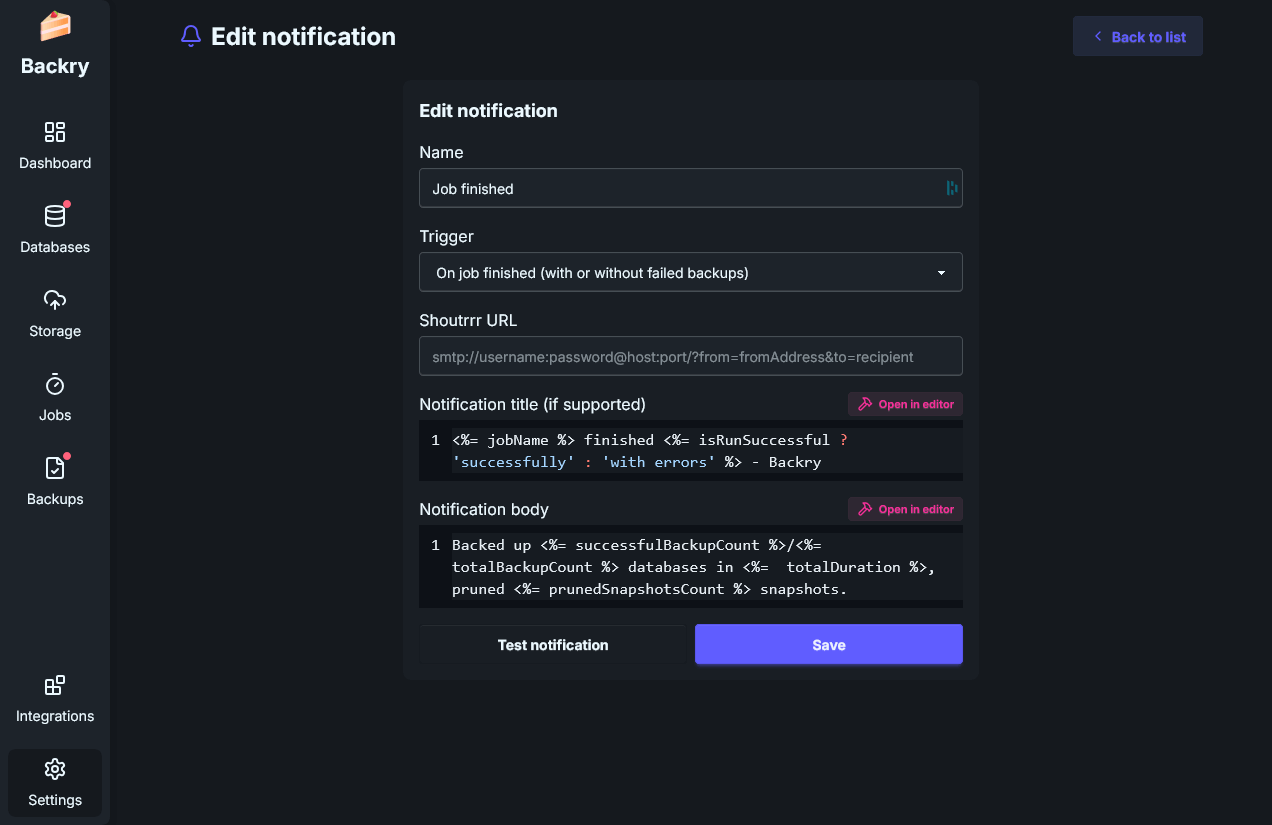 Backry
Dashboard
Databases
Storage
Jobs
Backups
Integrations
Settings
Edit notification
Back to list
Edit notification
Name
Job finished
Trigger
On job finished (with or without failed backups)
Shoutrrr URL
smtp://username:password@host:port/?from=fromAddress&to=recipient
Notification title (if supported)
Open in editor
1 <%= jobName %> finished <%= isRunSuccessful ?
'successfully' : 'with errors' %> - Backry
Notification body
Open in editor
1 Backed up <%= successfulBackupCount %>/<%=
totalBackupCount %> databases in <%=  totalDuration %>,
pruned <%= prunedSnapshotsCount %> snapshots.
Test notification
Save